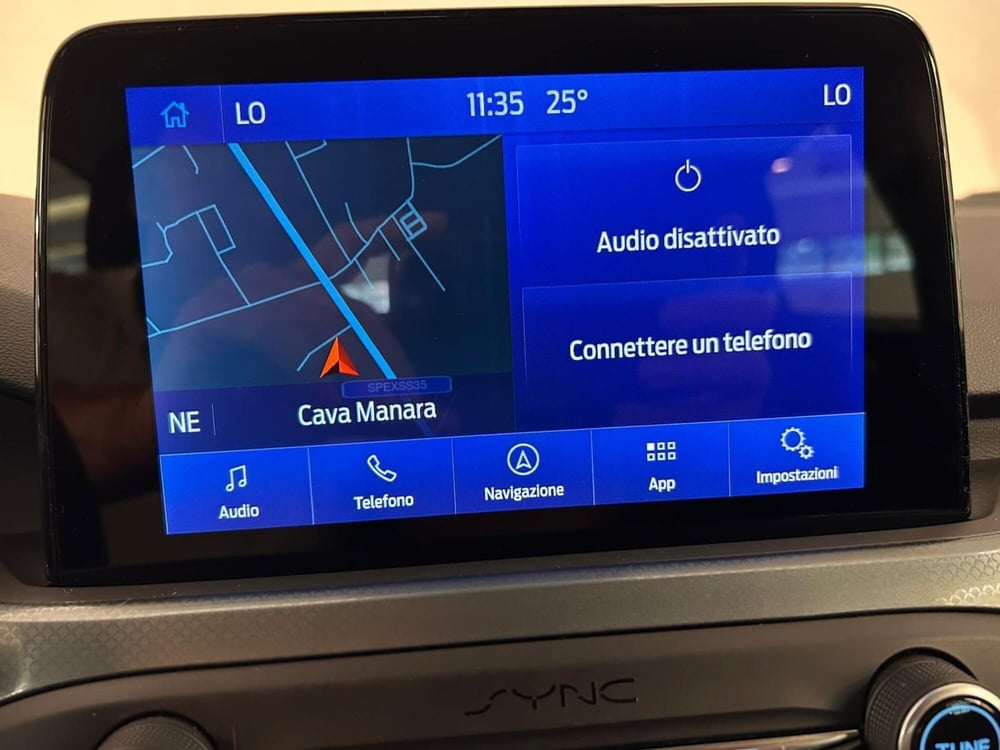 LO
11:35 25°
LO
Audio disattivato
Connettere un telefono
SPEXSS35
NE
Cava Manara
Audio
Telefono
Navigazione
App
Impostazioni
SYNC
TUNE